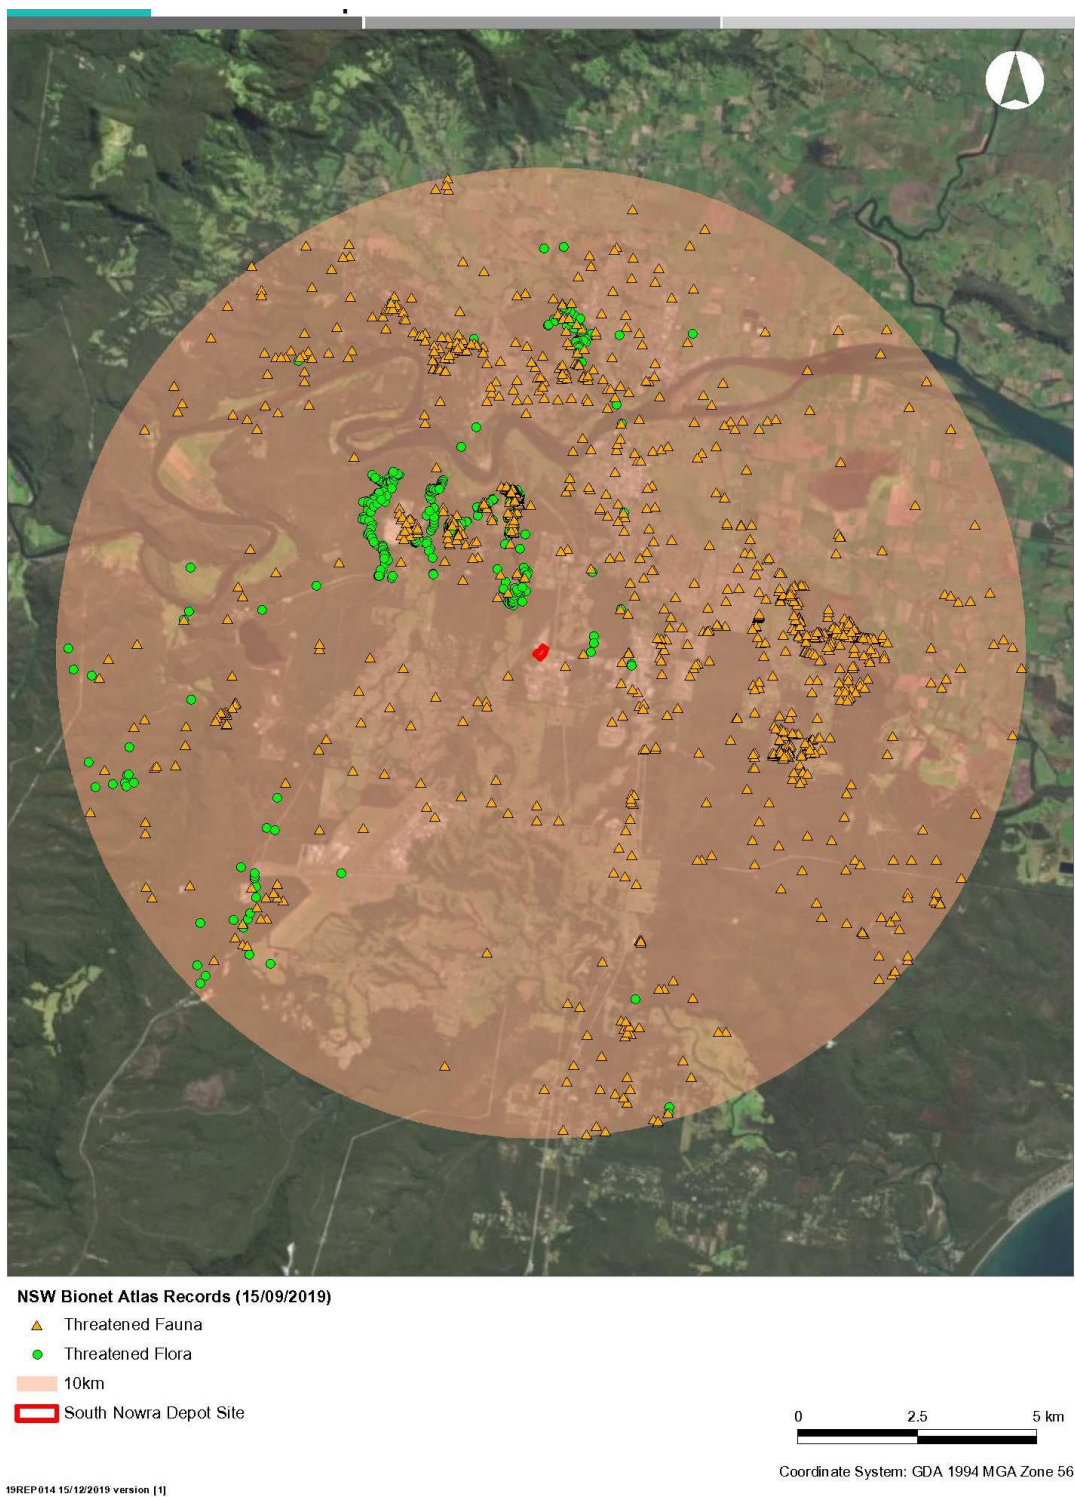 NSW Bionet Atlas Records (15/09/2019)
Threatened Fauna
Threatened Flora
10km
South Nowra Depot Site
0 2.5 5 km
Coordinate System: GDA 1994 MGA Zone 56
19REP014 15/12/2019 version [1]